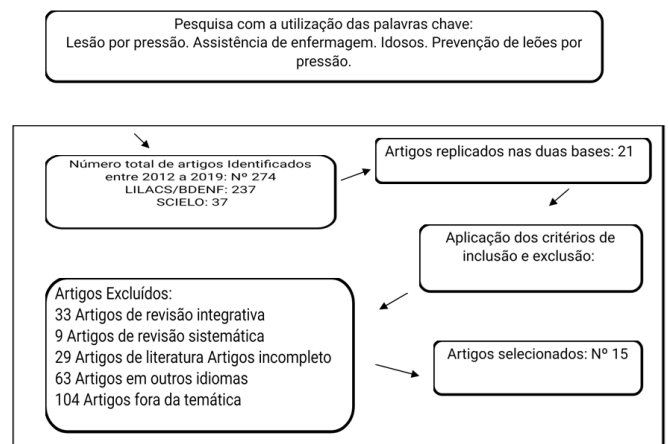 Pesquisa com a utilização das palavras chave:
Lesão por pressão. Assistência de enfermagem. Idosos. Prevenção de leões por
pressão.
Número total de artigos Identificados
entre 2012 a 2019: Nº 274
LILACS/BDENF: 237
SCIELO: 37
Artigos replicados nas duas bases: 21
Aplicação dos critérios de
inclusão e exclusão:
Artigos Excluídos:
33 Artigos de revisão integrativa
9 Artigos de revisão sistemática
29 Artigos de literatura Artigos incompleto
63 Artigos em outros idiomas
104 Artigos fora da temática
Artigos selecionados: Nº 15